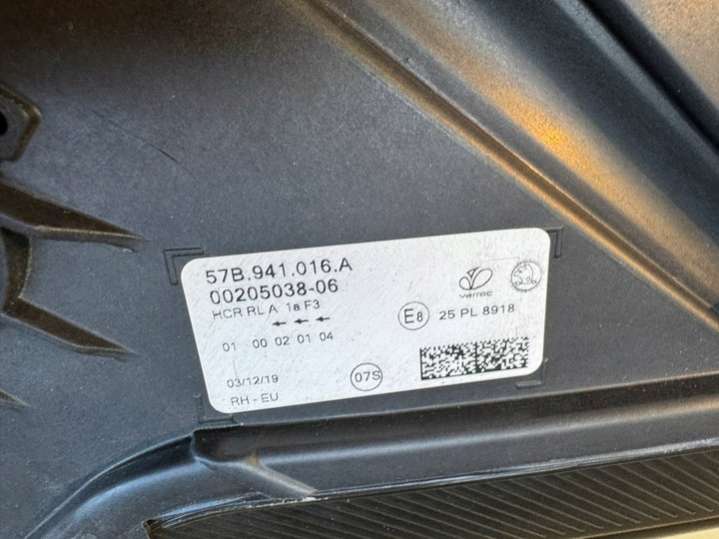 57B.941.016.A
00205038-06
HCR RL A 1a F3
01 00 02 01 04
03/12/19
RH - EU
07S
varroc
E8
25 PL 8918